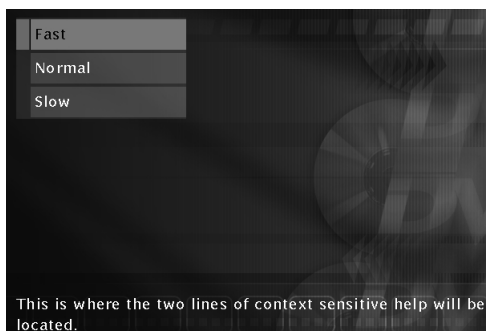 Fast
Normal
Slow
This is where the two lines of context sensitive help will be
located.